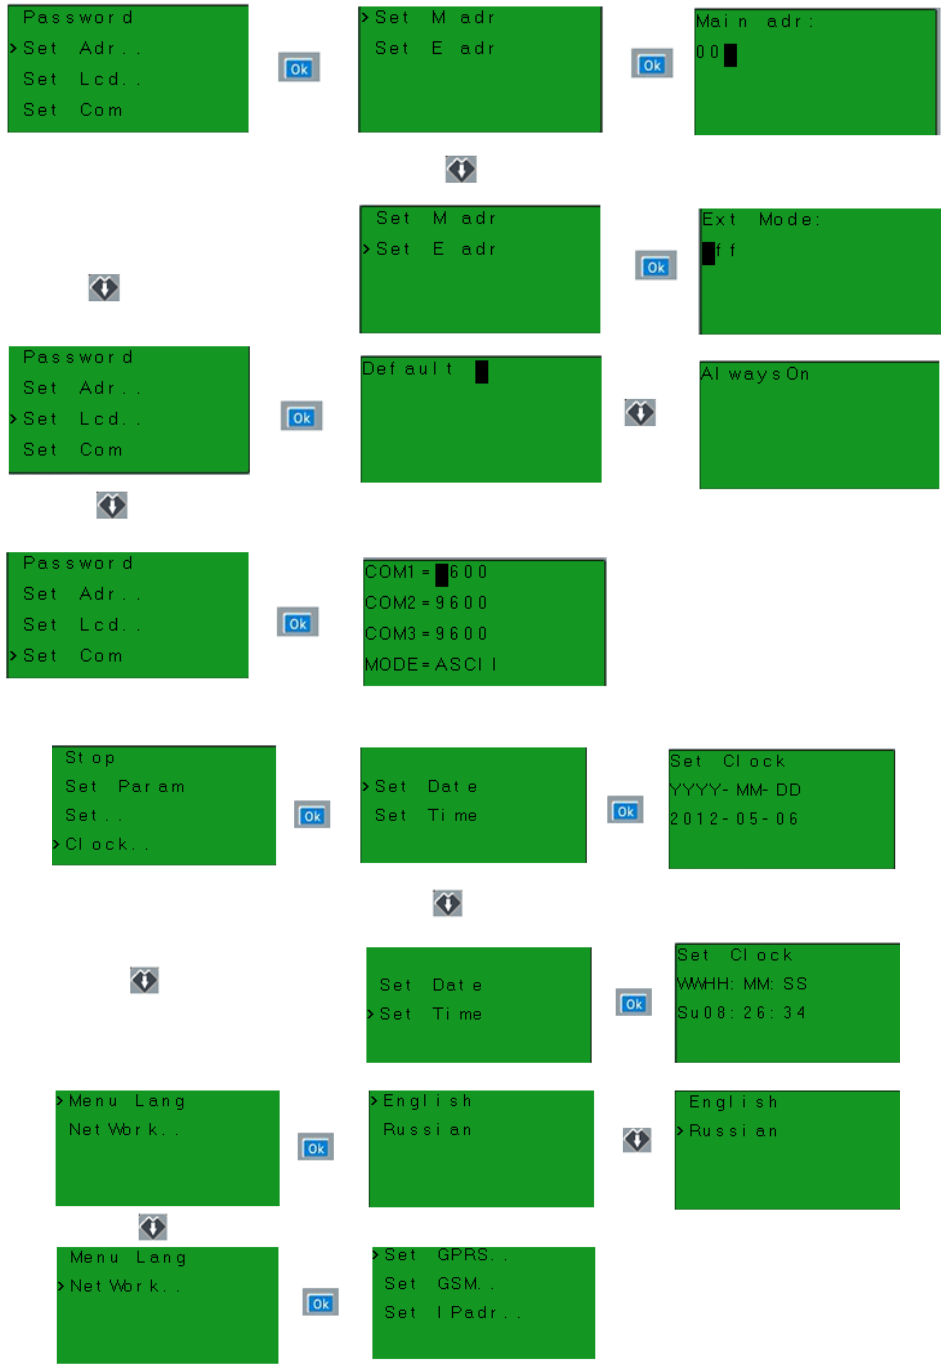 Password
>Set Adr..
Set Lcd..
Set Com
Ok
>Set M adr
Set E adr
Ok
Main adr:
00
Set M adr
>Set E adr
Ok
Ext Mode:
ff
Password
Set Adr..
>Set Lcd..
Set Com
Ok
Default
AlwaysOn
Password
Set Adr..
Set Lcd..
>Set Com
Ok
COM1= 600
COM2=9600
COM3=9600
MODE=ASCII
Stop
Set Param
Set..
>Clock..
Ok
>Set Date
Set Time
Ok
Set Clock
YYYY-MM-DD
2012-05-06
Set Date
>Set Time
Ok
Set Clock
WWHH:MM:SS
Su08:26:34
>Menu Lang
NetWork..
Ok
>English
Russian
English
>Russian
Menu Lang
>NetWork..
Ok
>Set GPRS..
Set GSM..
Set IPadr..